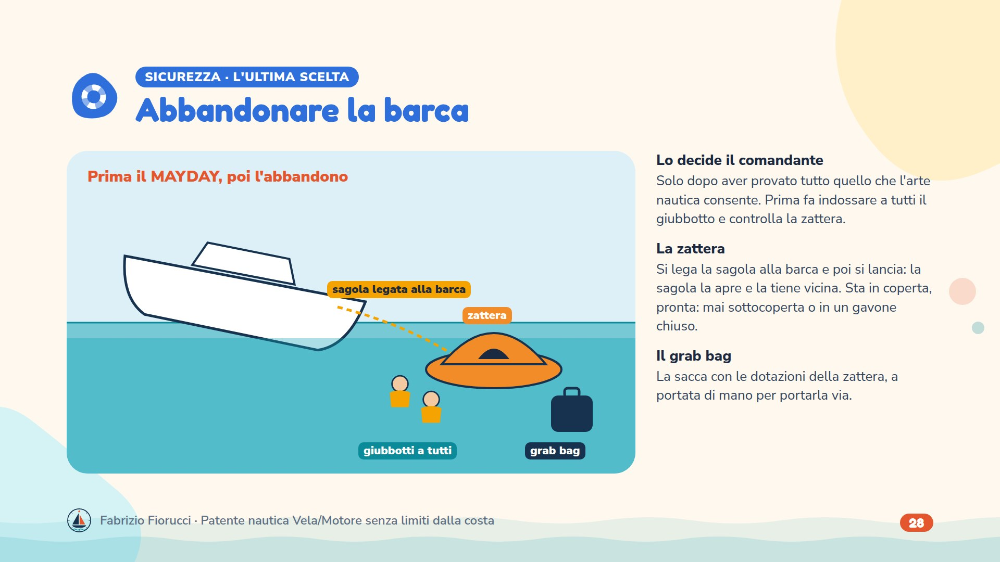 SICUREZZA · L'ULTIMA SCELTA
Abbandonare la barca
Prima il MAYDAY, poi l'abbandono
sagola legata alla barca
zattera
giubbotti a tutti
grab bag
Lo decide il comandante
Solo dopo aver provato tutto quello che l'arte
nautica consente. Prima fa indossare a tutti il
giubbotto e controlla la zattera.
La zattera
Si lega la sagola alla barca e poi si lancia: la
sagola la apre e la tiene vicina. Sta in coperta,
pronta: mai sottocoperta o in un gavone
chiuso.
Il grab bag
La sacca con le dotazioni della zattera, a
portata di mano per portarla via.
Fabrizio Fiorucci · Patente nautica Vela/Motore senza limiti dalla costa
28